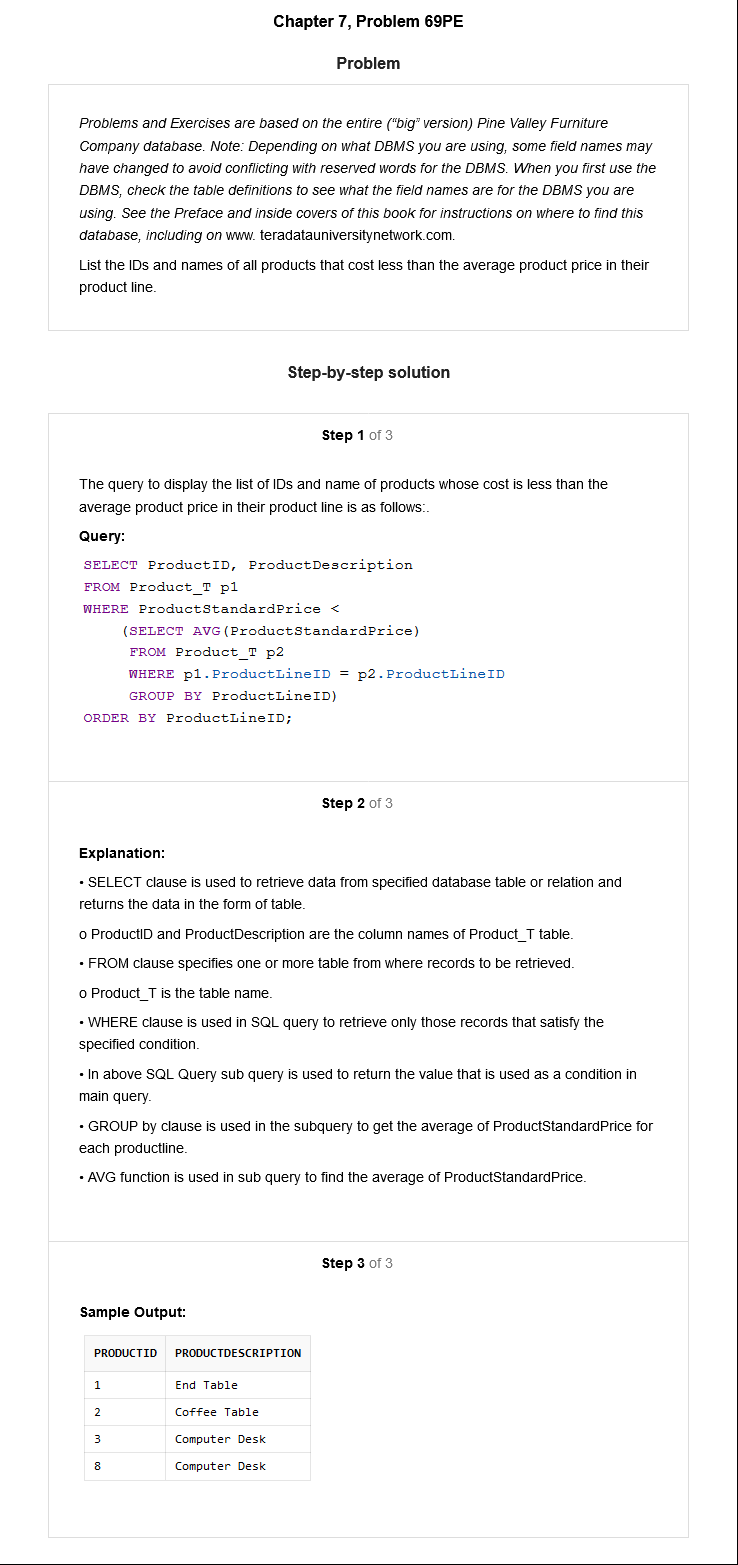 Chapter 7, Problem 69PE
Problem
Problems and Exercises are based on the entire (“big” version) Pine Valley Furniture
Company database. Note: Depending on what DBMS you are using, some field names may
have changed to avoid conflicting with reserved words for the DBMS. When you first use the
DBMS, check the table definitions to see what the field names are for the DBMS you are
using. See the Preface and inside covers of this book for instructions on where to find this
database, including on www. teradatauniversitynetwork.com.
List the IDs and names of all products that cost less than the average product price in their
product line.
Step-by-step solution
Step 1 of 3
The query to display the list of IDs and name of products whose cost is less than the
average product price in their product line is as follows:.
Query:
SELECT ProductID, ProductDescription
FROM Product_T p1
WHERE ProductStandardPrice <
(SELECT AVG(ProductStandardPrice)
FROM Product_T p2
WHERE p1.ProductLineID = p2.ProductLineID
GROUP BY ProductLineID)
ORDER BY ProductLineID;
Step 2 of 3
Explanation:
• SELECT clause is used to retrieve data from specified database table or relation and
returns the data in the form of table.
o ProductID and ProductDescription are the column names of Product_T table.
• FROM clause specifies one or more table from where records to be retrieved.
o Product_T is the table name.
• WHERE clause is used in SQL query to retrieve only those records that satisfy the
specified condition.
• In above SQL Query sub query is used to return the value that is used as a condition in
main query.
• GROUP by clause is used in the subquery to get the average of ProductStandardPrice for
each productline.
• AVG function is used in sub query to find the average of ProductStandardPrice.
Step 3 of 3
Sample Output:
PRODUCTID PRODUCTDESCRIPTION
1 End Table
2 Coffee Table
3 Computer Desk
8 Computer Desk